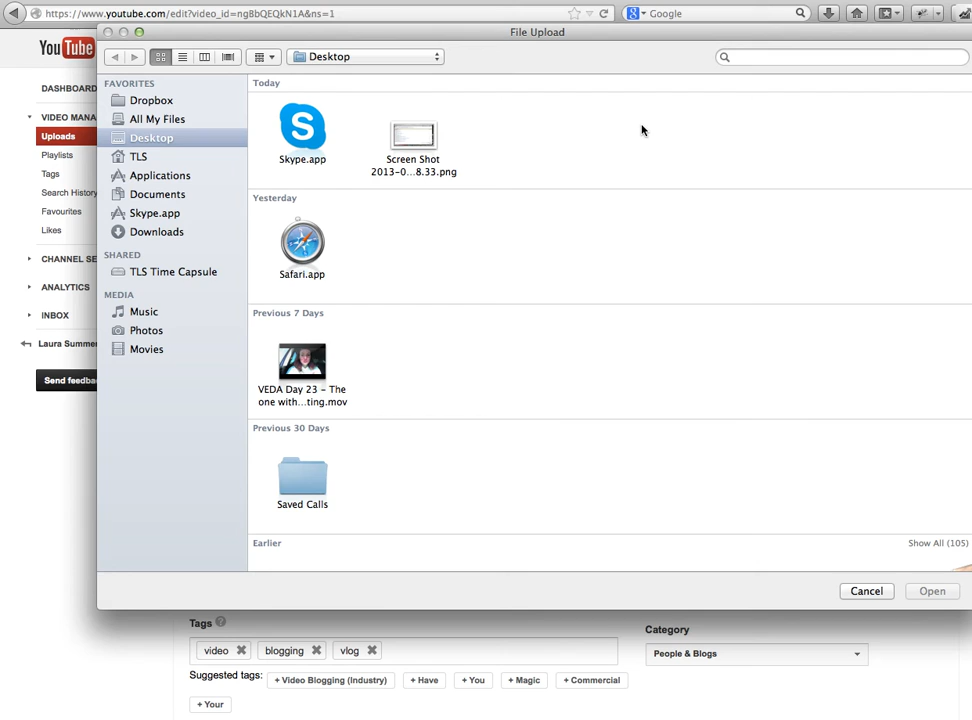 https://www.youtube.com/edit?video_id=ng8bQEQkN1A&ns=1
Google
File Upload
YouTube
Desktop
DASHBOARD
VIDEO MANA
Uploads
Playlists
Tags
Search History
Favourites
Likes
CHANNEL SE
ANALYTICS
INBOX
Laura Summer
Send feedba
FAVORITES
Dropbox
All My Files
Desktop
TLS
Applications
Documents
Skype.app
Downloads
SHARED
TLS Time Capsule
MEDIA
Music
Photos
Movies
Today
Skype.app
Screen Shot
2013-0...8.33.png
Yesterday
Safari.app
Previous 7 Days
VEDA Day 23 - The
one with...ting.mov
Previous 30 Days
Saved Calls
Earlier
Show All (105)
Cancel
Open
Tags ?
video
blogging
vlog
Suggested tags:
+ Video Blogging (Industry)
+ Have
+ You
+ Magic
+ Commercial
+ Your
Category
People & Blogs